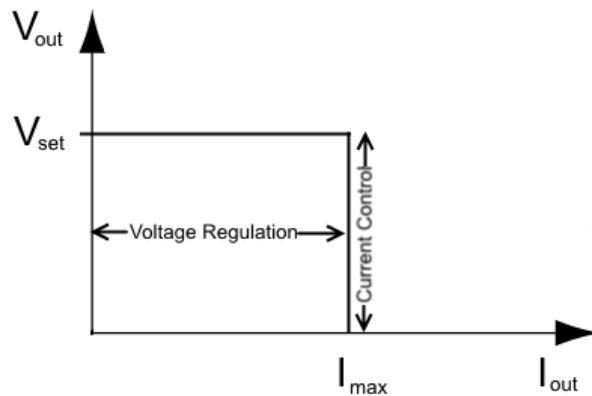 Vout
Vset
Voltage Regulation
Current Control
Imax
Iout